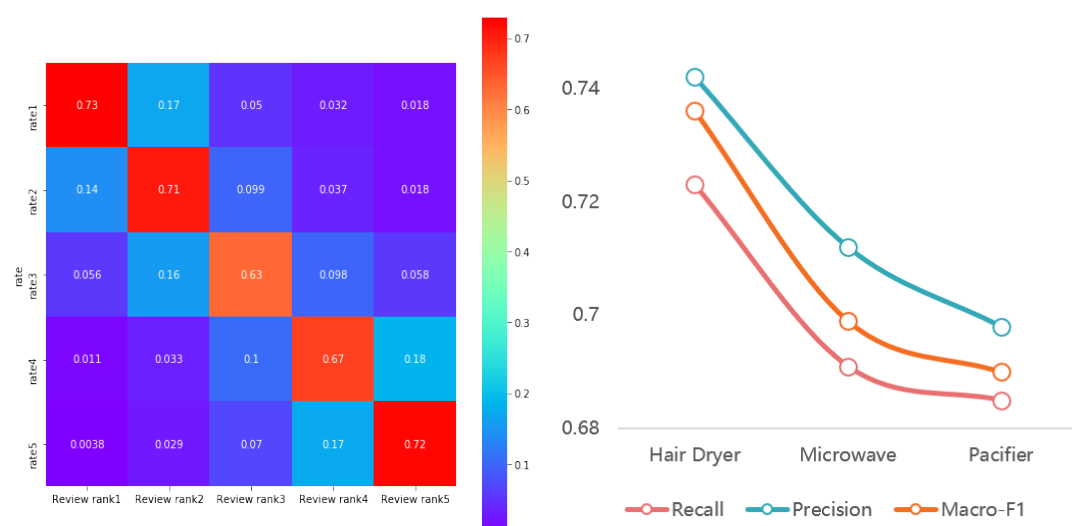 0.7
0.6
0.5
0.4
0.3
0.2
0.1
rate
rate1
0.73 0.17 0.05 0.032 0.018
rate2
0.14 0.71 0.099 0.037 0.018
rate3
0.056 0.16 0.63 0.098 0.058
rate4
0.011 0.033 0.1 0.67 0.18
rate5
0.0038 0.029 0.07 0.17 0.72
Review rank1 Review rank2 Review rank3 Review rank4 Review rank5
0.74
0.72
0.7
0.68
Hair Dryer Microwave Pacifier
Recall Precision Macro-F1